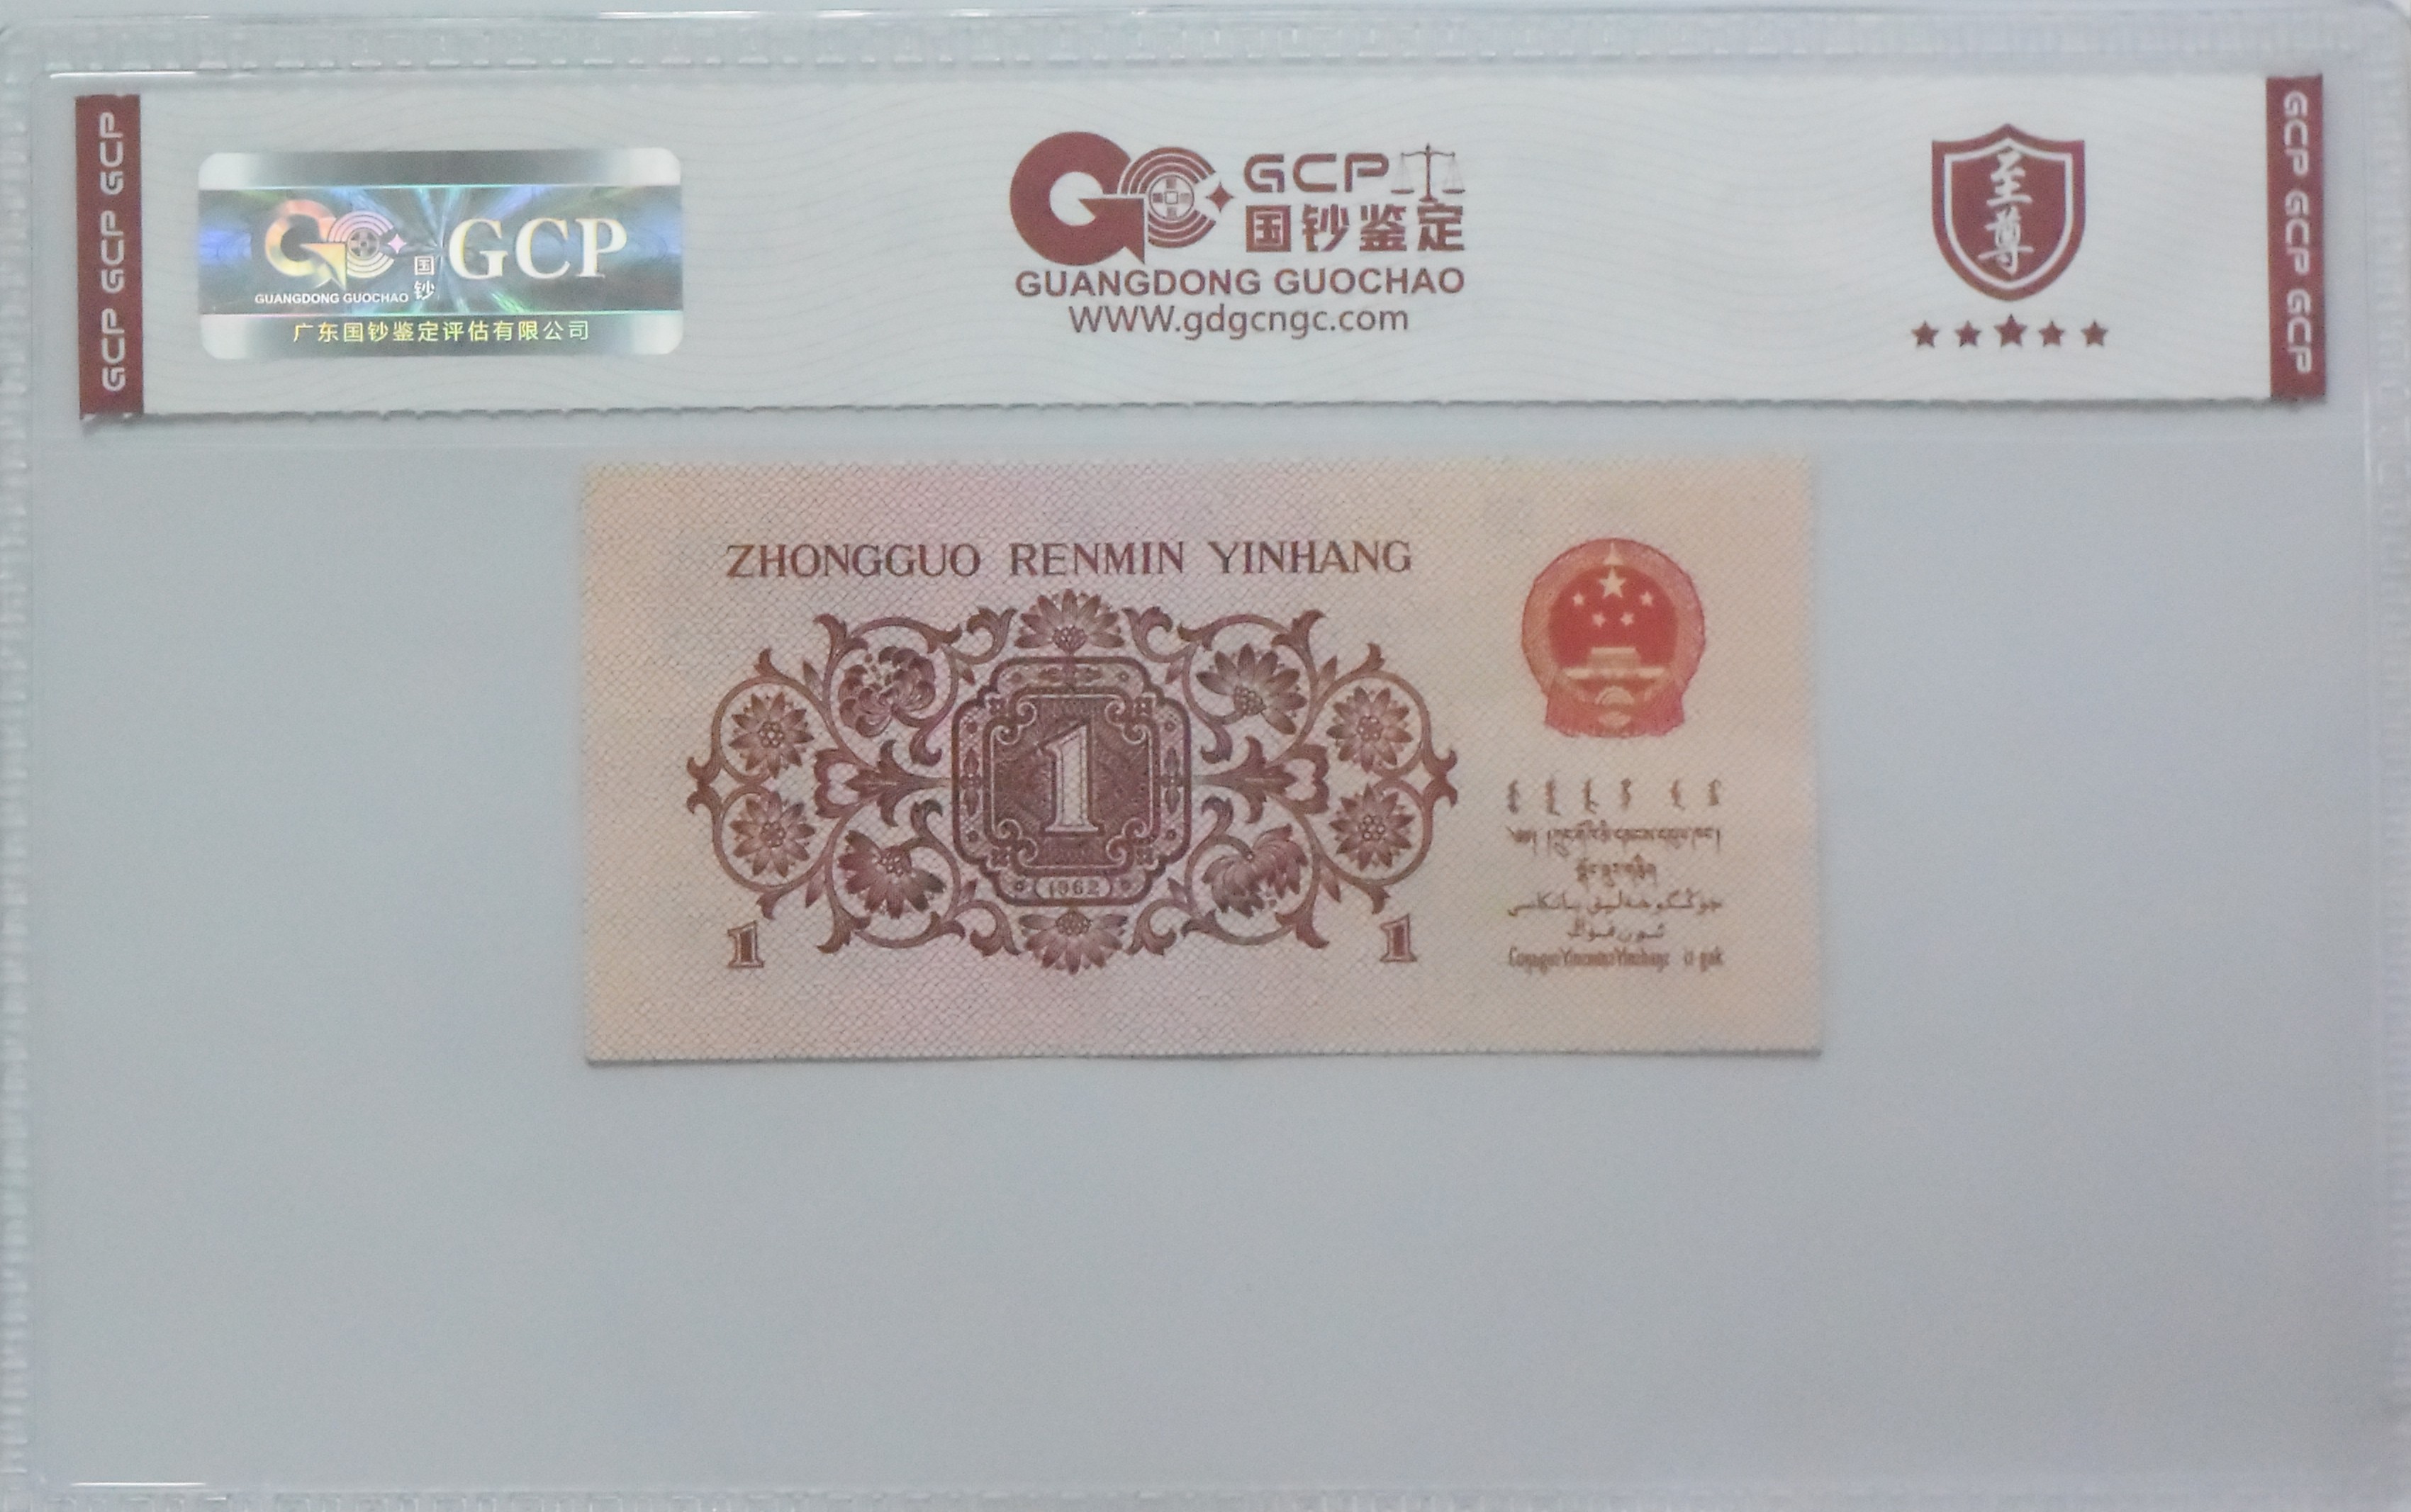 GCP GCP GCP
GCP
国钞
GUANGDONG GUOCHAO
广东国钞鉴定评估有限公司
GCP
国钞鉴定
GUANGDONG GUOCHAO
WWW.gdgcngc.com
至尊
GCP GCP GCP
ZHONGGUO RENMIN YINHANG
1
1962
1 1